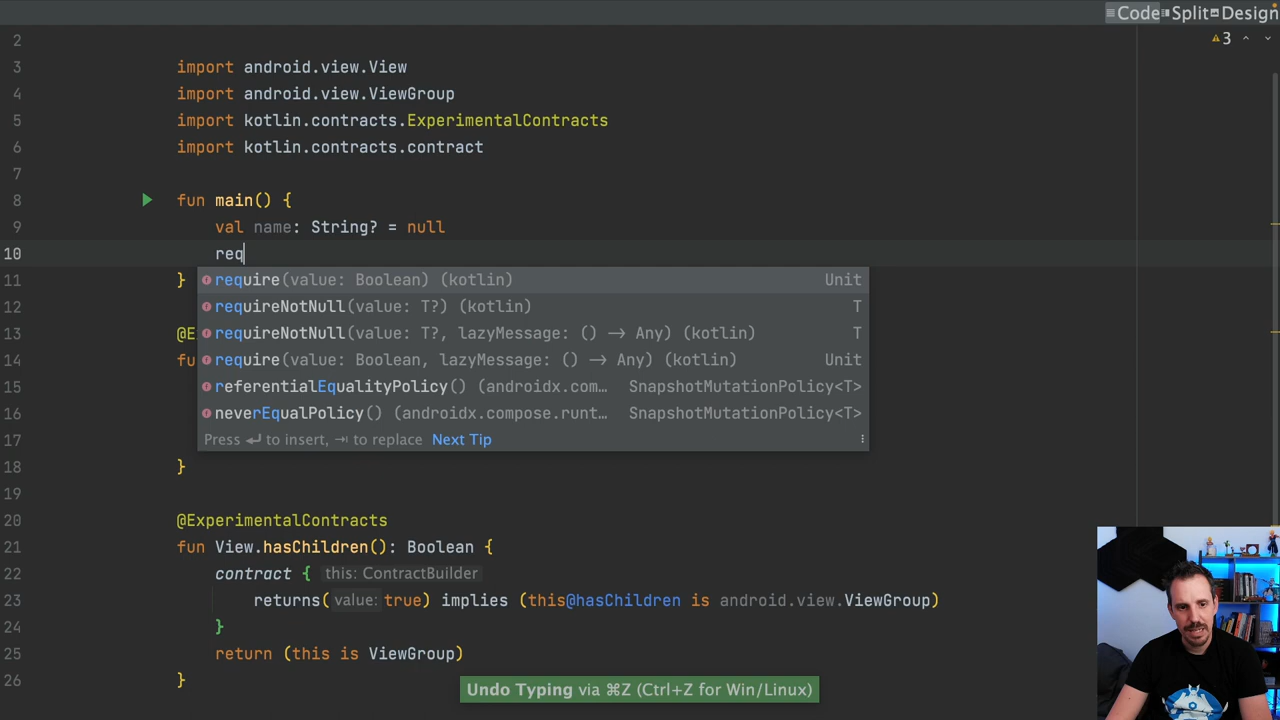 Code Split Design
3
2
3 import android.view.View
4 import android.view.ViewGroup
5 import kotlin.contracts.ExperimentalContracts
6 import kotlin.contracts.contract
7
8 fun main() {
9 val name: String? = null
10 req
11 }
require(value: Boolean) (kotlin) Unit
12
requireNotNull(value: T?) (kotlin) T
13 @E
requireNotNull(value: T?, lazyMessage: () → Any) (kotlin) T
14 fu
require(value: Boolean, lazyMessage: () → Any) (kotlin) Unit
15
referentialEqualityPolicy() (androidx.com... SnapshotMutationPolicy<T>
16
neverEqualPolicy() (androidx.compose.runt... SnapshotMutationPolicy<T>
17
Press ↵ to insert, ⇥ to replace Next Tip
18 }
19
20 @ExperimentalContracts
21 fun View.hasChildren(): Boolean {
22 contract { this: ContractBuilder
23 returns( value: true) implies (this@hasChildren is android.view.ViewGroup)
24 }
25 return (this is ViewGroup)
26 }
Undo Typing via ⌘Z (Ctrl+Z for Win/Linux)